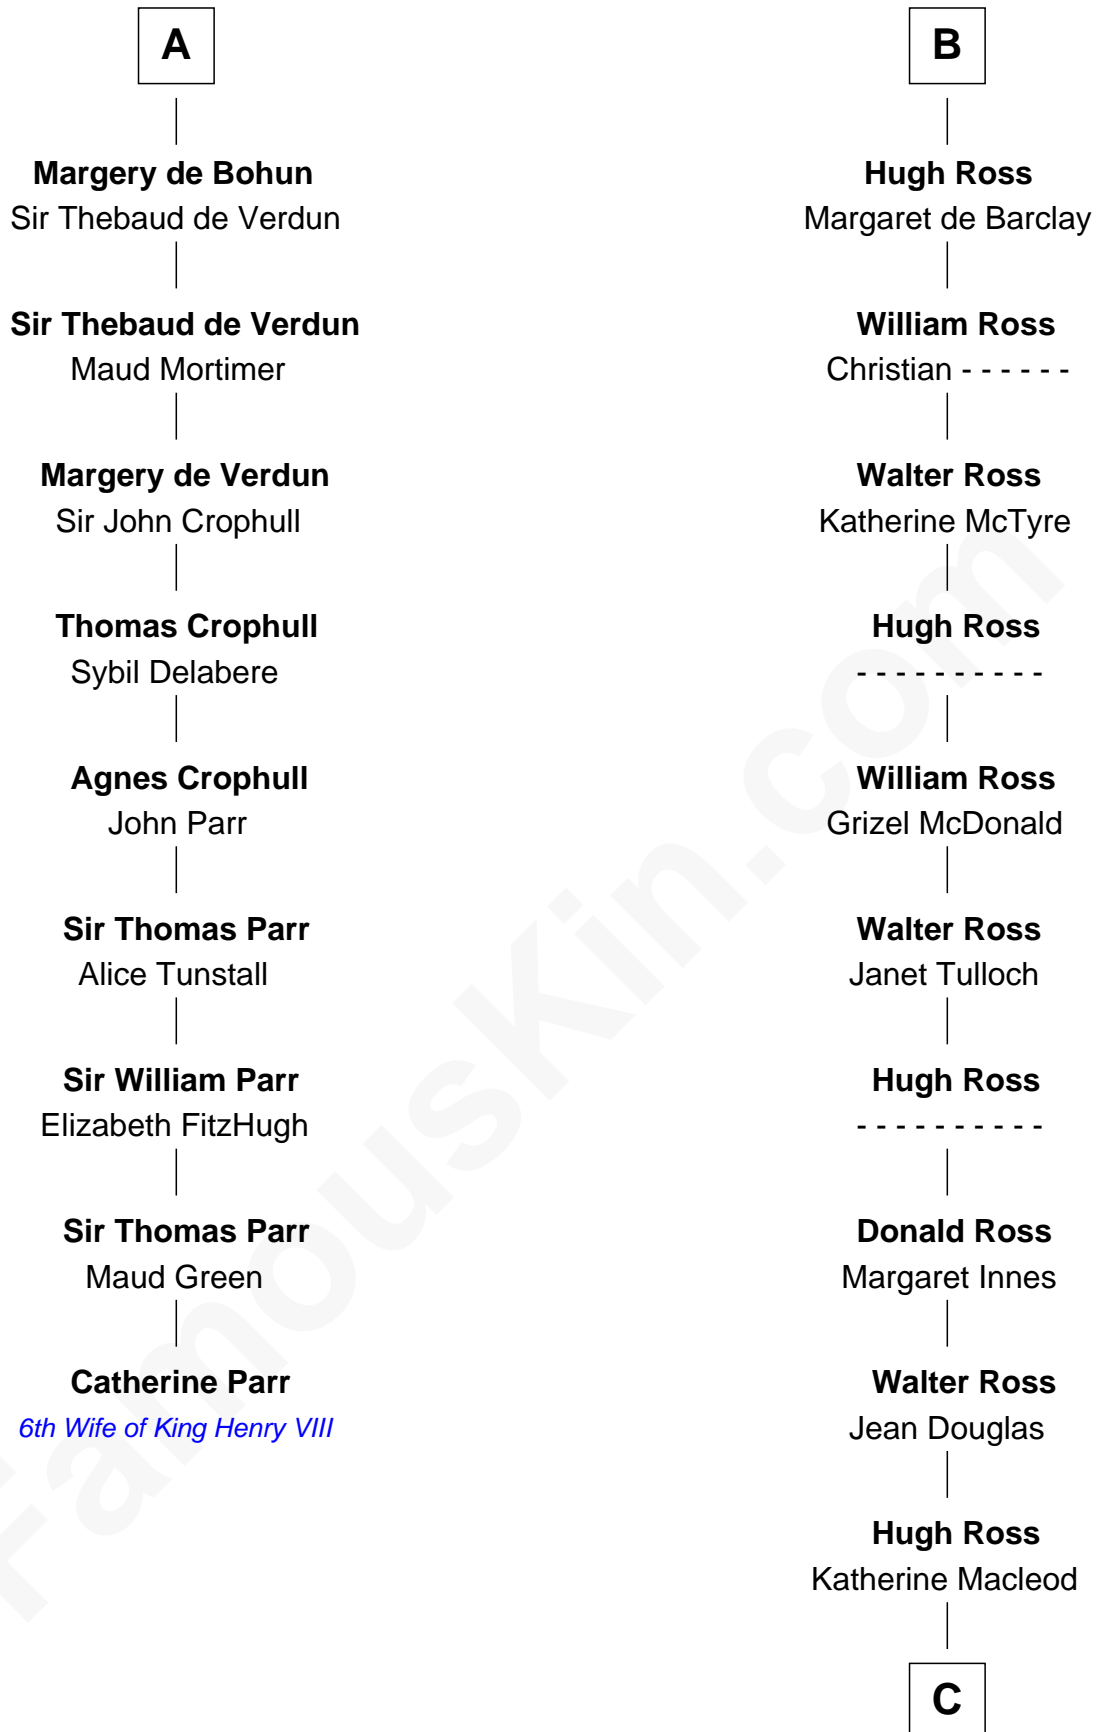 A
Margery de Bohun
Sir Thebaud de Verdun
Sir Thebaud de Verdun
Maud Mortimer
Margery de Verdun
Sir John Crophull
Thomas Crophull
Sybil Delabere
Agnes Crophull
John Parr
Sir Thomas Parr
Alice Tunstall
Sir William Parr
Elizabeth FitzHugh
Sir Thomas Parr
Maud Green
Catherine Parr
6th Wife of King Henry VIII
B
Hugh Ross
Margaret de Barclay
William Ross
Christian - - - - - -
Walter Ross
Katherine McTyre
Hugh Ross
- - - - - - - - - -
William Ross
Grizel McDonald
Walter Ross
Janet Tulloch
Hugh Ross
- - - - - - - - - -
Donald Ross
Margaret Innes
Walter Ross
Jean Douglas
Hugh Ross
Katherine Macleod
C
FamousKin.com